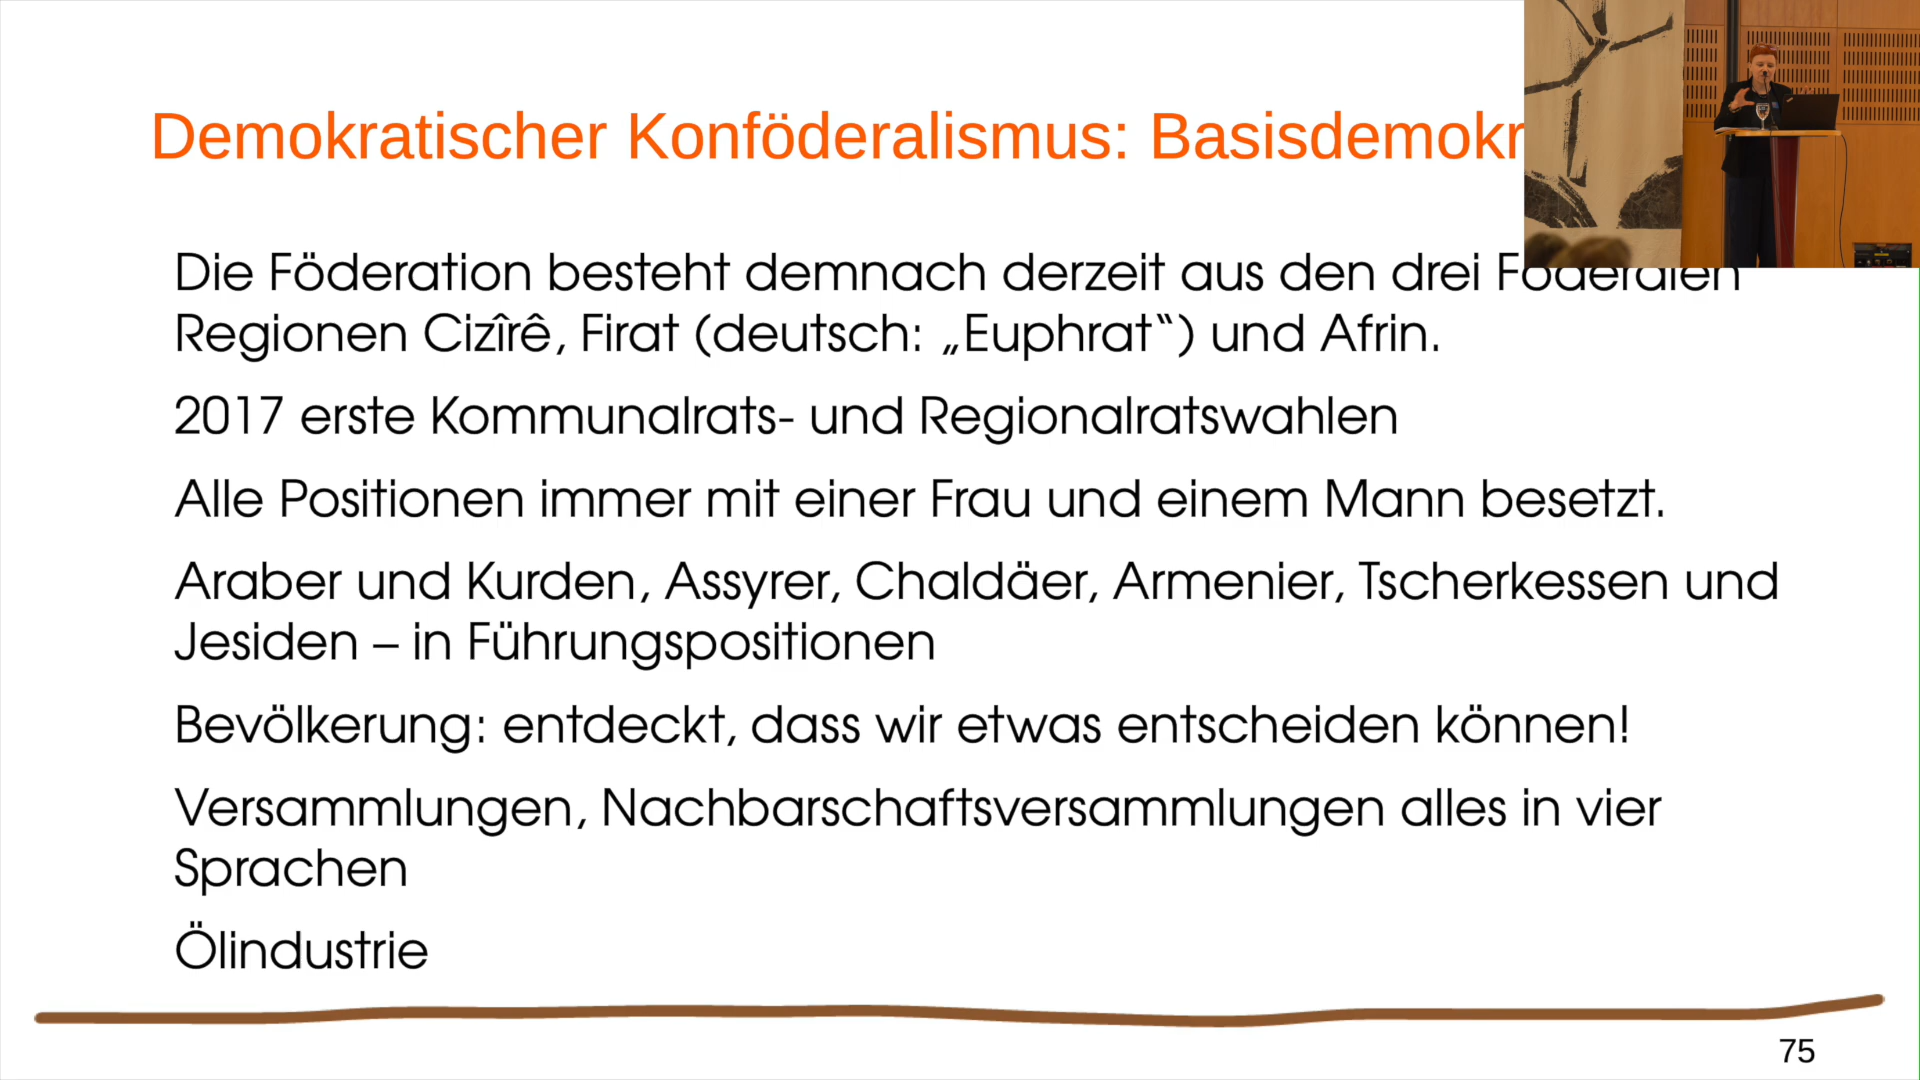 Demokratischer Konföderalismus: Basisdemokr
Die Föderation besteht demnach derzeit aus den drei Föderalen
Regionen Cizîrê, Firat (deutsch: „Euphrat“) und Afrin.
2017 erste Kommunalrats- und Regionalratswahlen
Alle Positionen immer mit einer Frau und einem Mann besetzt.
Araber und Kurden, Assyrer, Chaldäer, Armenier, Tscherkessen und
Jesiden – in Führungspositionen
Bevölkerung: entdeckt, dass wir etwas entscheiden können!
Versammlungen, Nachbarschaftsversammlungen alles in vier
Sprachen
Ölindustrie
75